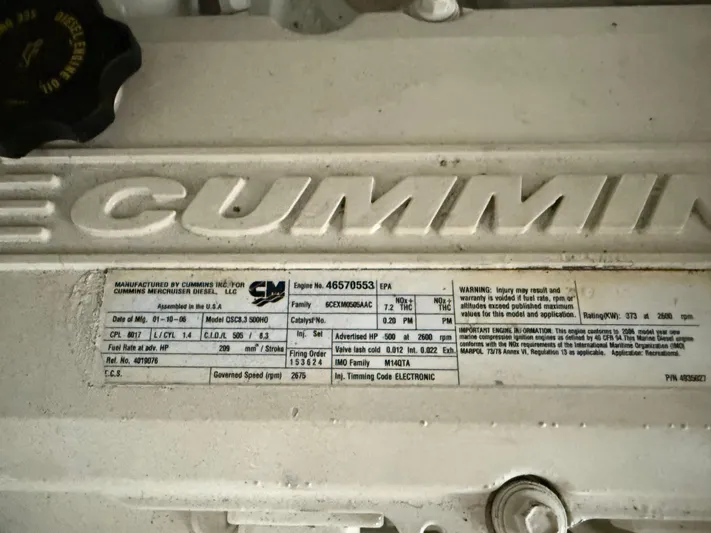 DIESEL ENGINE OIL
CUMMIN
MANUFACTURED BY CUMMINS INC. FOR
CUMMINS MERCRUISER DIESEL, LLC
CM
Assembled in the U.S.A
Date of Mfg. 01-10-06 Model QSC8.3 500HO
CPL 8017 L/CYL 1.4 C.I.D./L 505 / 8.3
Fuel Rate at adv. HP 209 mm³/Stroke
Ref. No. 4019076
E.C.S. Governed Speed (rpm) 2675
Engine No. 46570553 EPA
Family 6CEXM0505AAC NOx+ THC 7.2 NOx+ THC
Catalyst No. 0.20 PM PM
Inj. Set Advertised HP 500 at 2600 rpm
Firing Order 153624
Valve lash cold 0.012 Int. 0.022 Exh.
IMO Family M14QTA
Inj. Timming Code ELECTRONIC
WARNING: Injury may result and
warranty is voided if fuel rate, rpm or
altitudes exceed published maximum
values for this model and application.
Rating(KW): 373 at 2600 rpm
IMPORTANT ENGINE INFORMATION: This engine conforms to 2006 model year new
marine compression ignition engines as defined by 40 CFR 94. This Marine Diesel engine
conforms with the NOx requirements of the International Maritime Organization (IMO),
MARPOL 73/78 Annex VI, Regulation 13 as applicable. Application: Recreational.
P/N